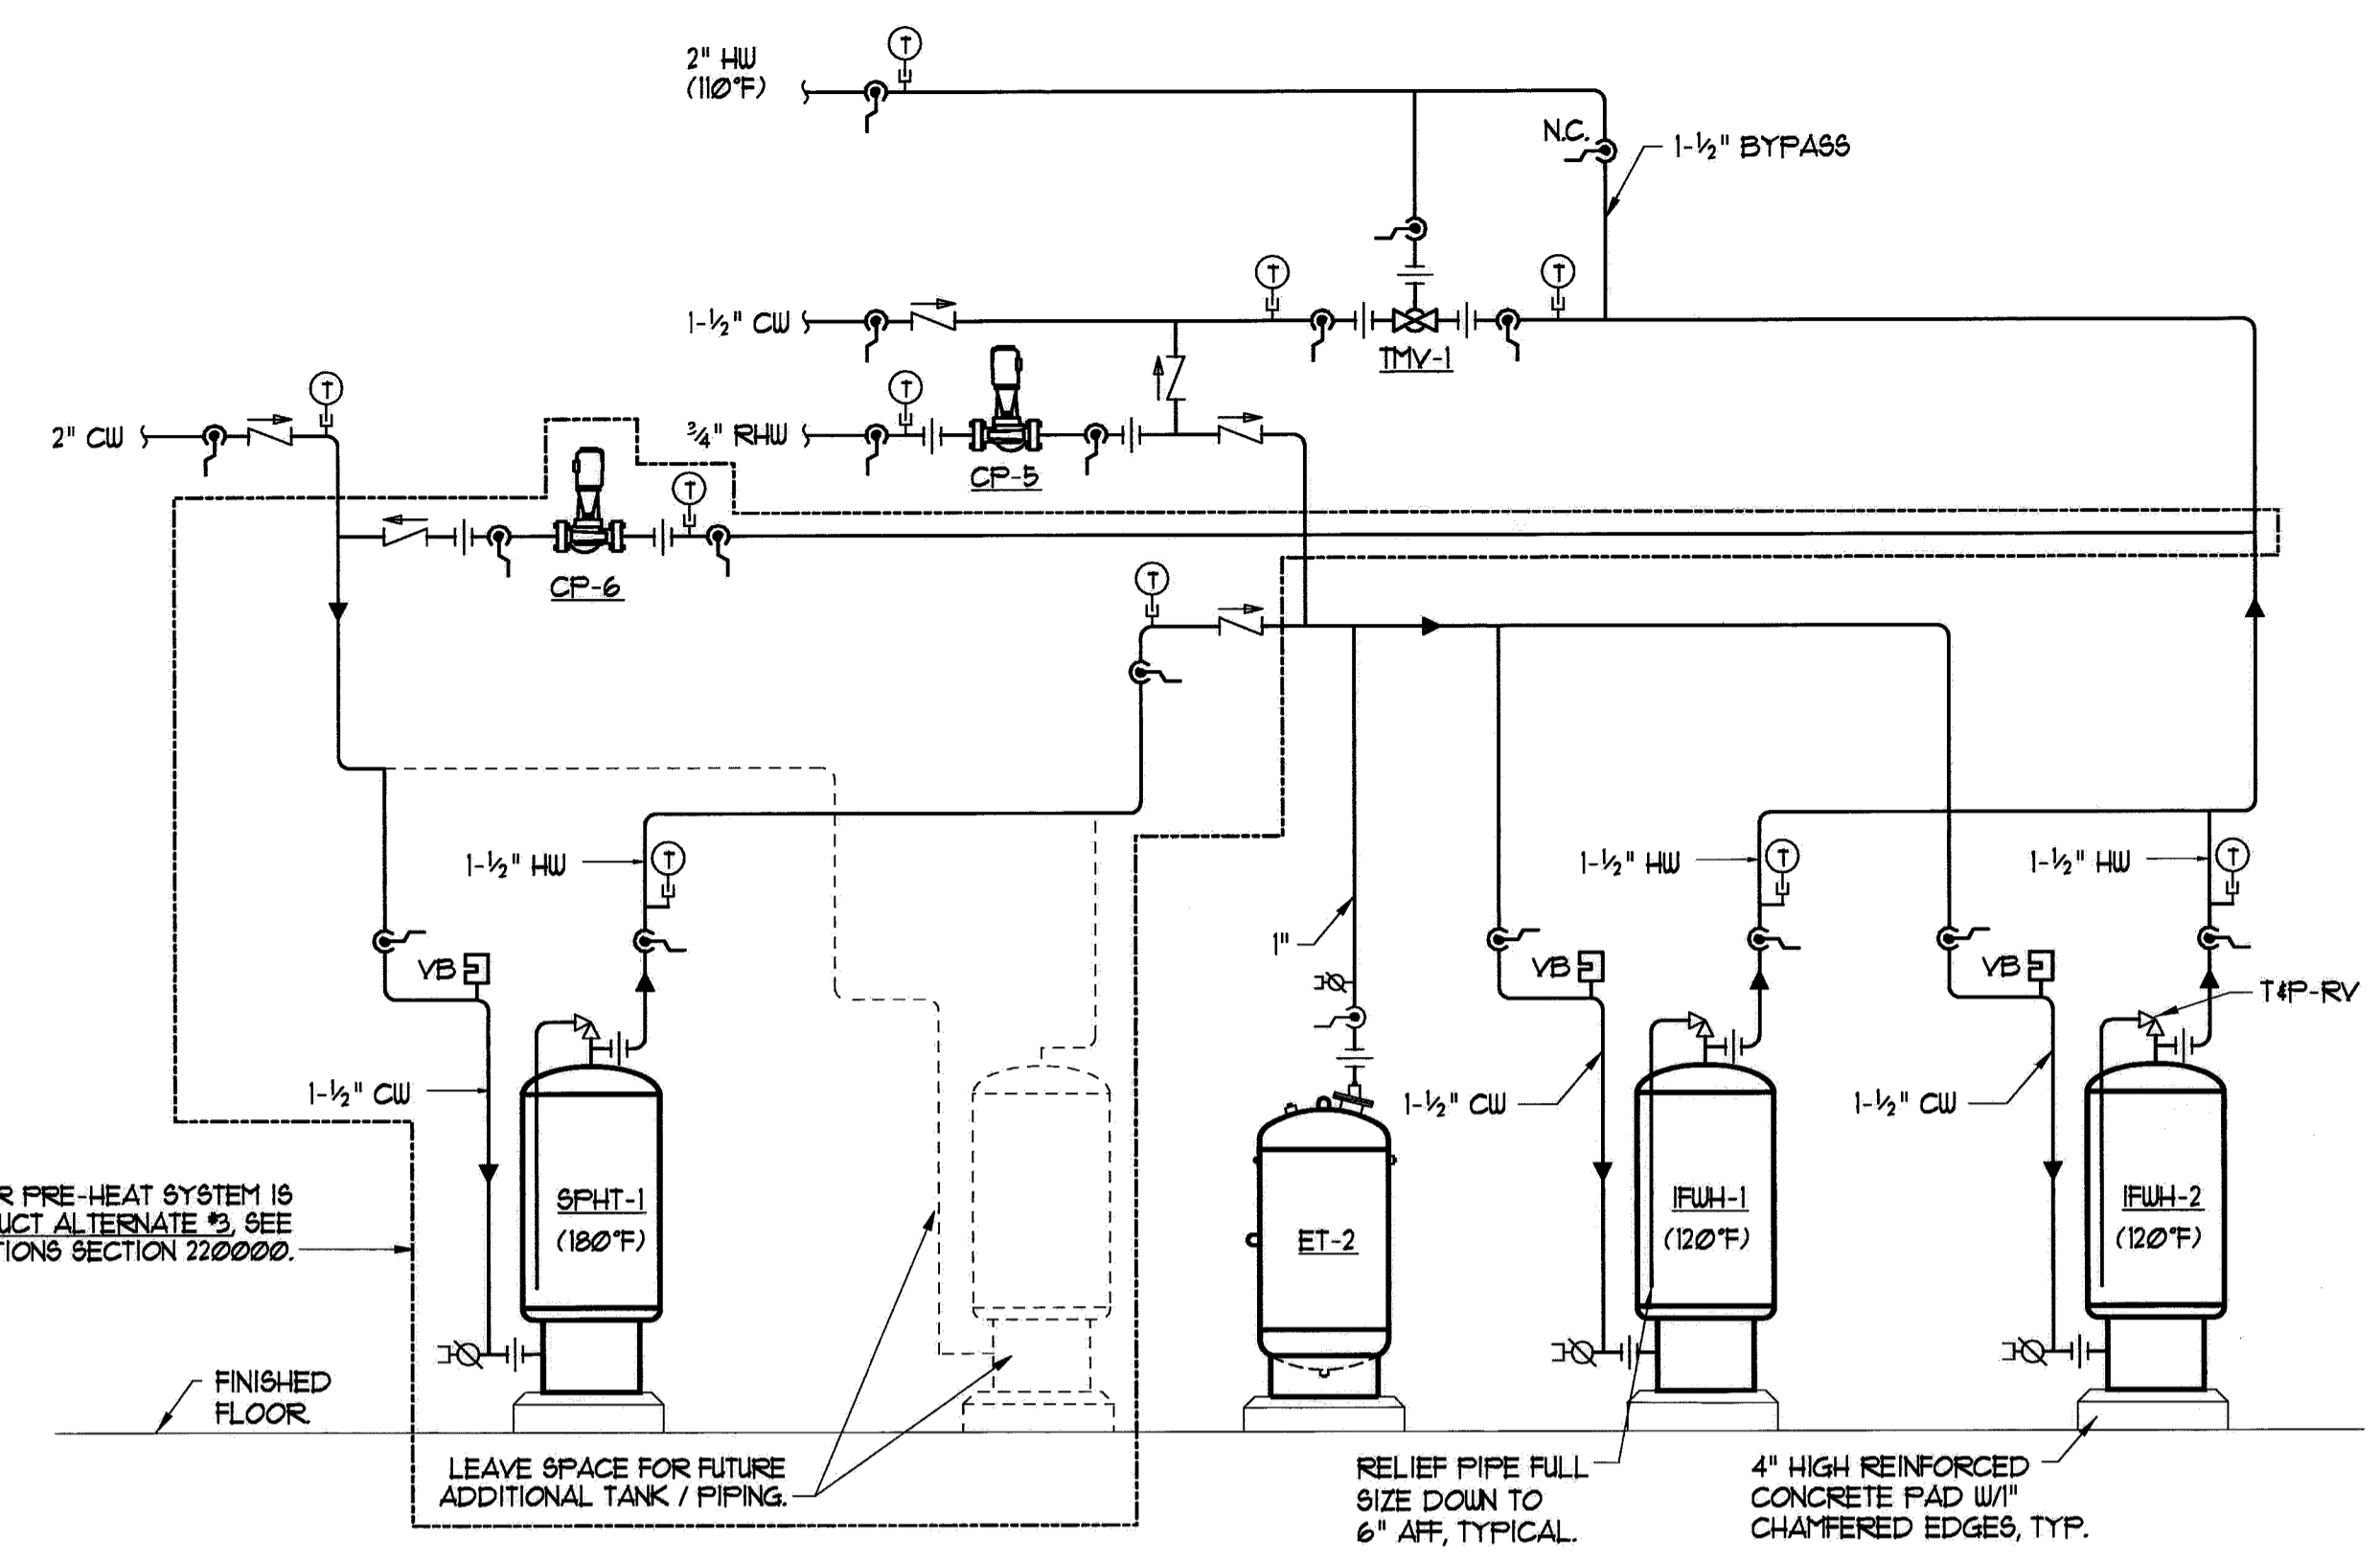 2" HW
(110°F)
T
N.C.
1-½" BYPASS
T
T
1-½" CW
TMV-1
T
T
2" CW
¾" RHW
CP-5
T
CP-6
T
1-½" HW
T
1-½" HW
T
1-½" HW
T
1"
VB
VB
VB
T&P-RV
1-½" CW
1-½" CW
1-½" CW
PRE-HEAT SYSTEM IS
ALTERNATE #3, SEE
SECTION 220000.
SPHT-1
(180°F)
ET-2
IFWH-1
(120°F)
IFWH-2
(120°F)
FINISHED
FLOOR.
LEAVE SPACE FOR FUTURE
ADDITIONAL TANK / PIPING.
RELIEF PIPE FULL
SIZE DOWN TO
6" AFF, TYPICAL.
4" HIGH REINFORCED
CONCRETE PAD W/1"
CHAMFERED EDGES, TYP.